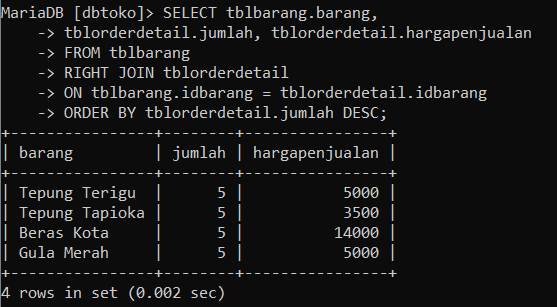 MariaDB [dbtoko]> SELECT tblbarang.barang,
    -> tblorderdetail.jumlah, tblorderdetail.hargapenjualan
    -> FROM tblbarang
    -> RIGHT JOIN tblorderdetail
    -> ON tblbarang.idbarang = tblorderdetail.idbarang
    -> ORDER BY tblorderdetail.jumlah DESC;
+---------------+--------+----------------+
| barang        | jumlah | hargapenjualan |
+---------------+--------+----------------+
| Tepung Terigu |      5 |           5000 |
| Tepung Tapioka |      5 |           3500 |
| Beras Kota    |      5 |          14000 |
| Gula Merah    |      5 |           5000 |
+---------------+--------+----------------+
4 rows in set (0.002 sec)